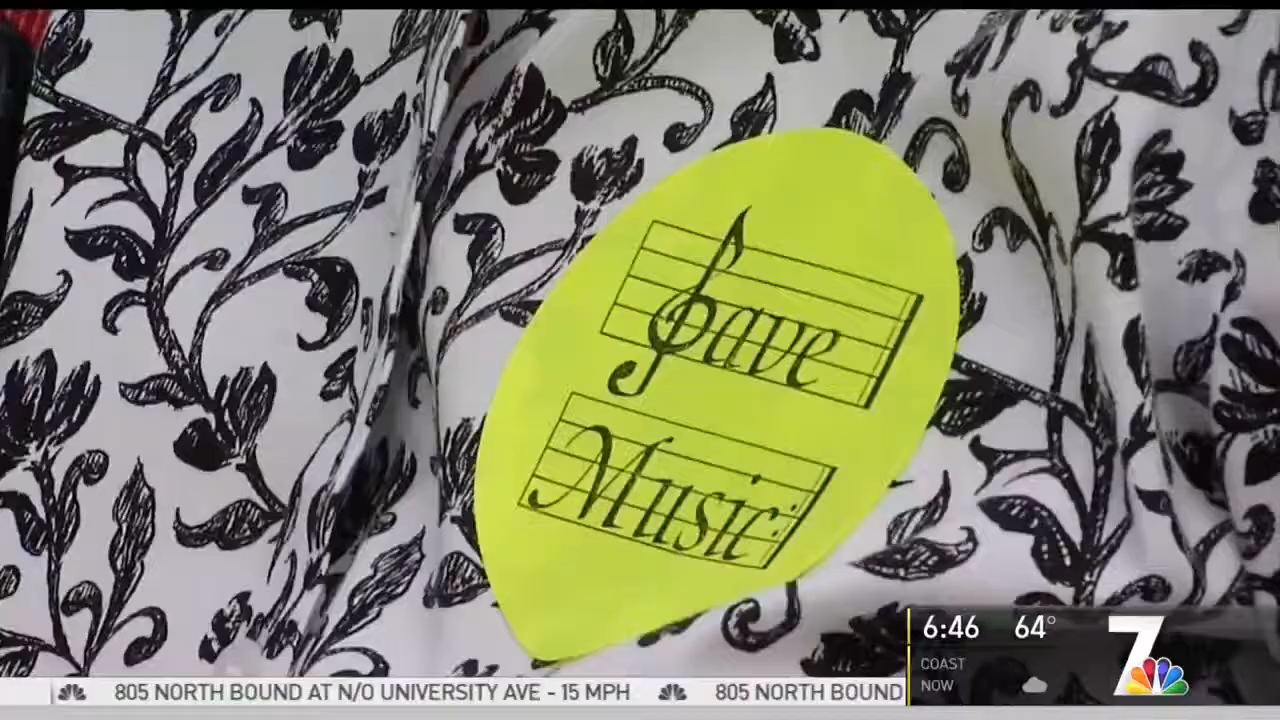 Save
Music
6:46 64°
COAST
NOW
7
805 NORTH BOUND AT N/O UNIVERSITY AVE - 15 MPH 805 NORTH BOUND